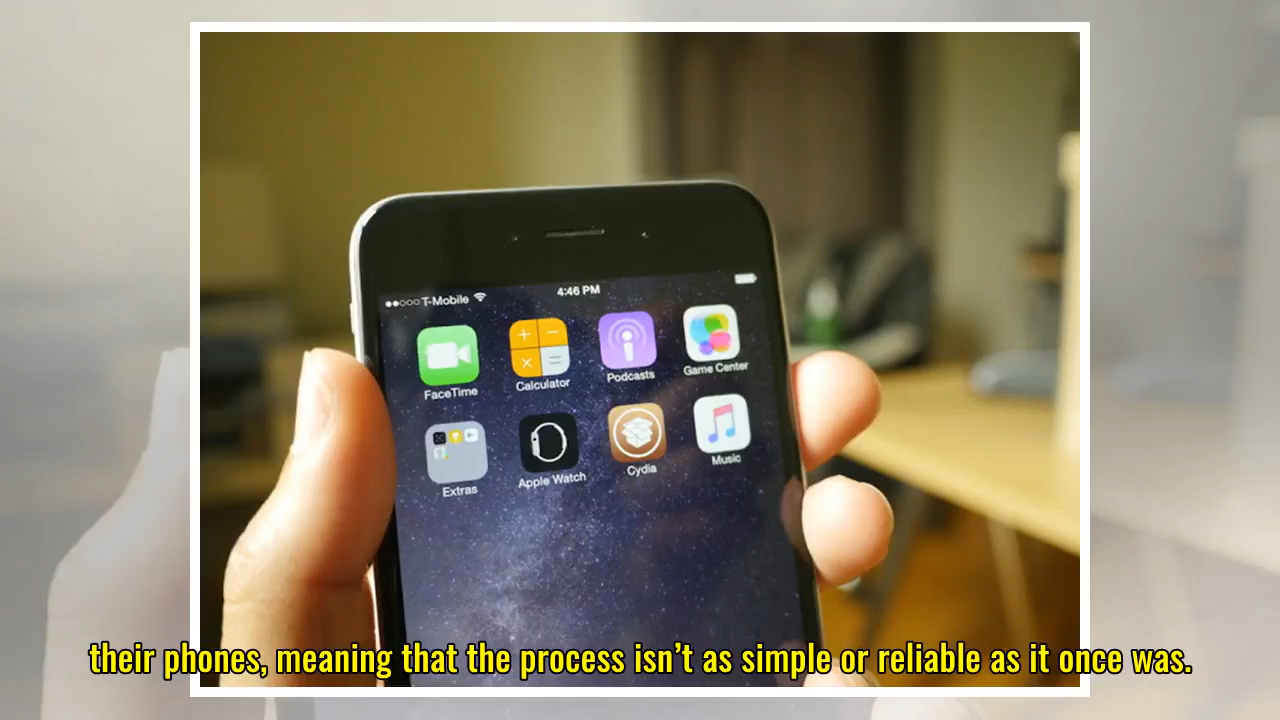 T-Mobile 4:46 PM
FaceTime Calculator Podcasts Game Center
Extras Apple Watch Cydia Music
their phones, meaning that the process isn't as simple or reliable as it once was.